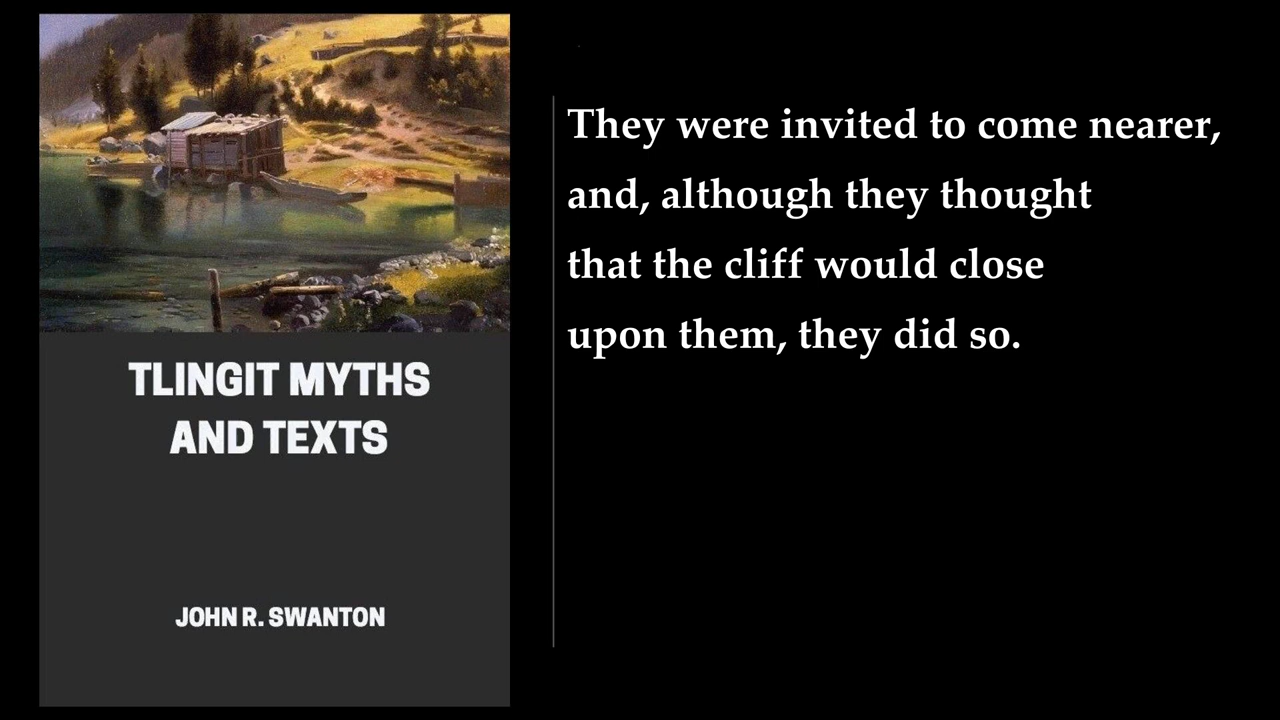 TLINGIT MYTHS
AND TEXTS
JOHN R. SWANTON
They were invited to come nearer,
and, although they thought
that the cliff would close
upon them, they did so.